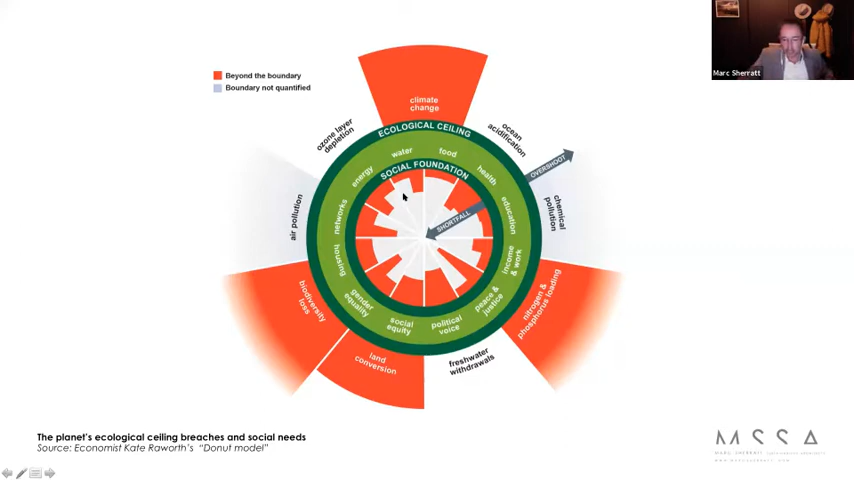 Marc Sherratt
Beyond the boundary
Boundary not quantified
climate
change
ozone layer
depletion
ocean
acidification
ECOLOGICAL CEILING
water
food
energy
health
SOCIAL FOUNDATION
OVERSHOOT
SHORTFALL
air pollution
networks
education
chemical
pollution
housing
income
& work
biodiversity
loss
gender
equality
peace &
justice
nitrogen &
phosphorus loading
social
equity
political
voice
land
conversion
freshwater
withdrawals
The planet's ecological ceiling breaches and social needs
Source: Economist Kate Raworth's “Donut model”
MSSA